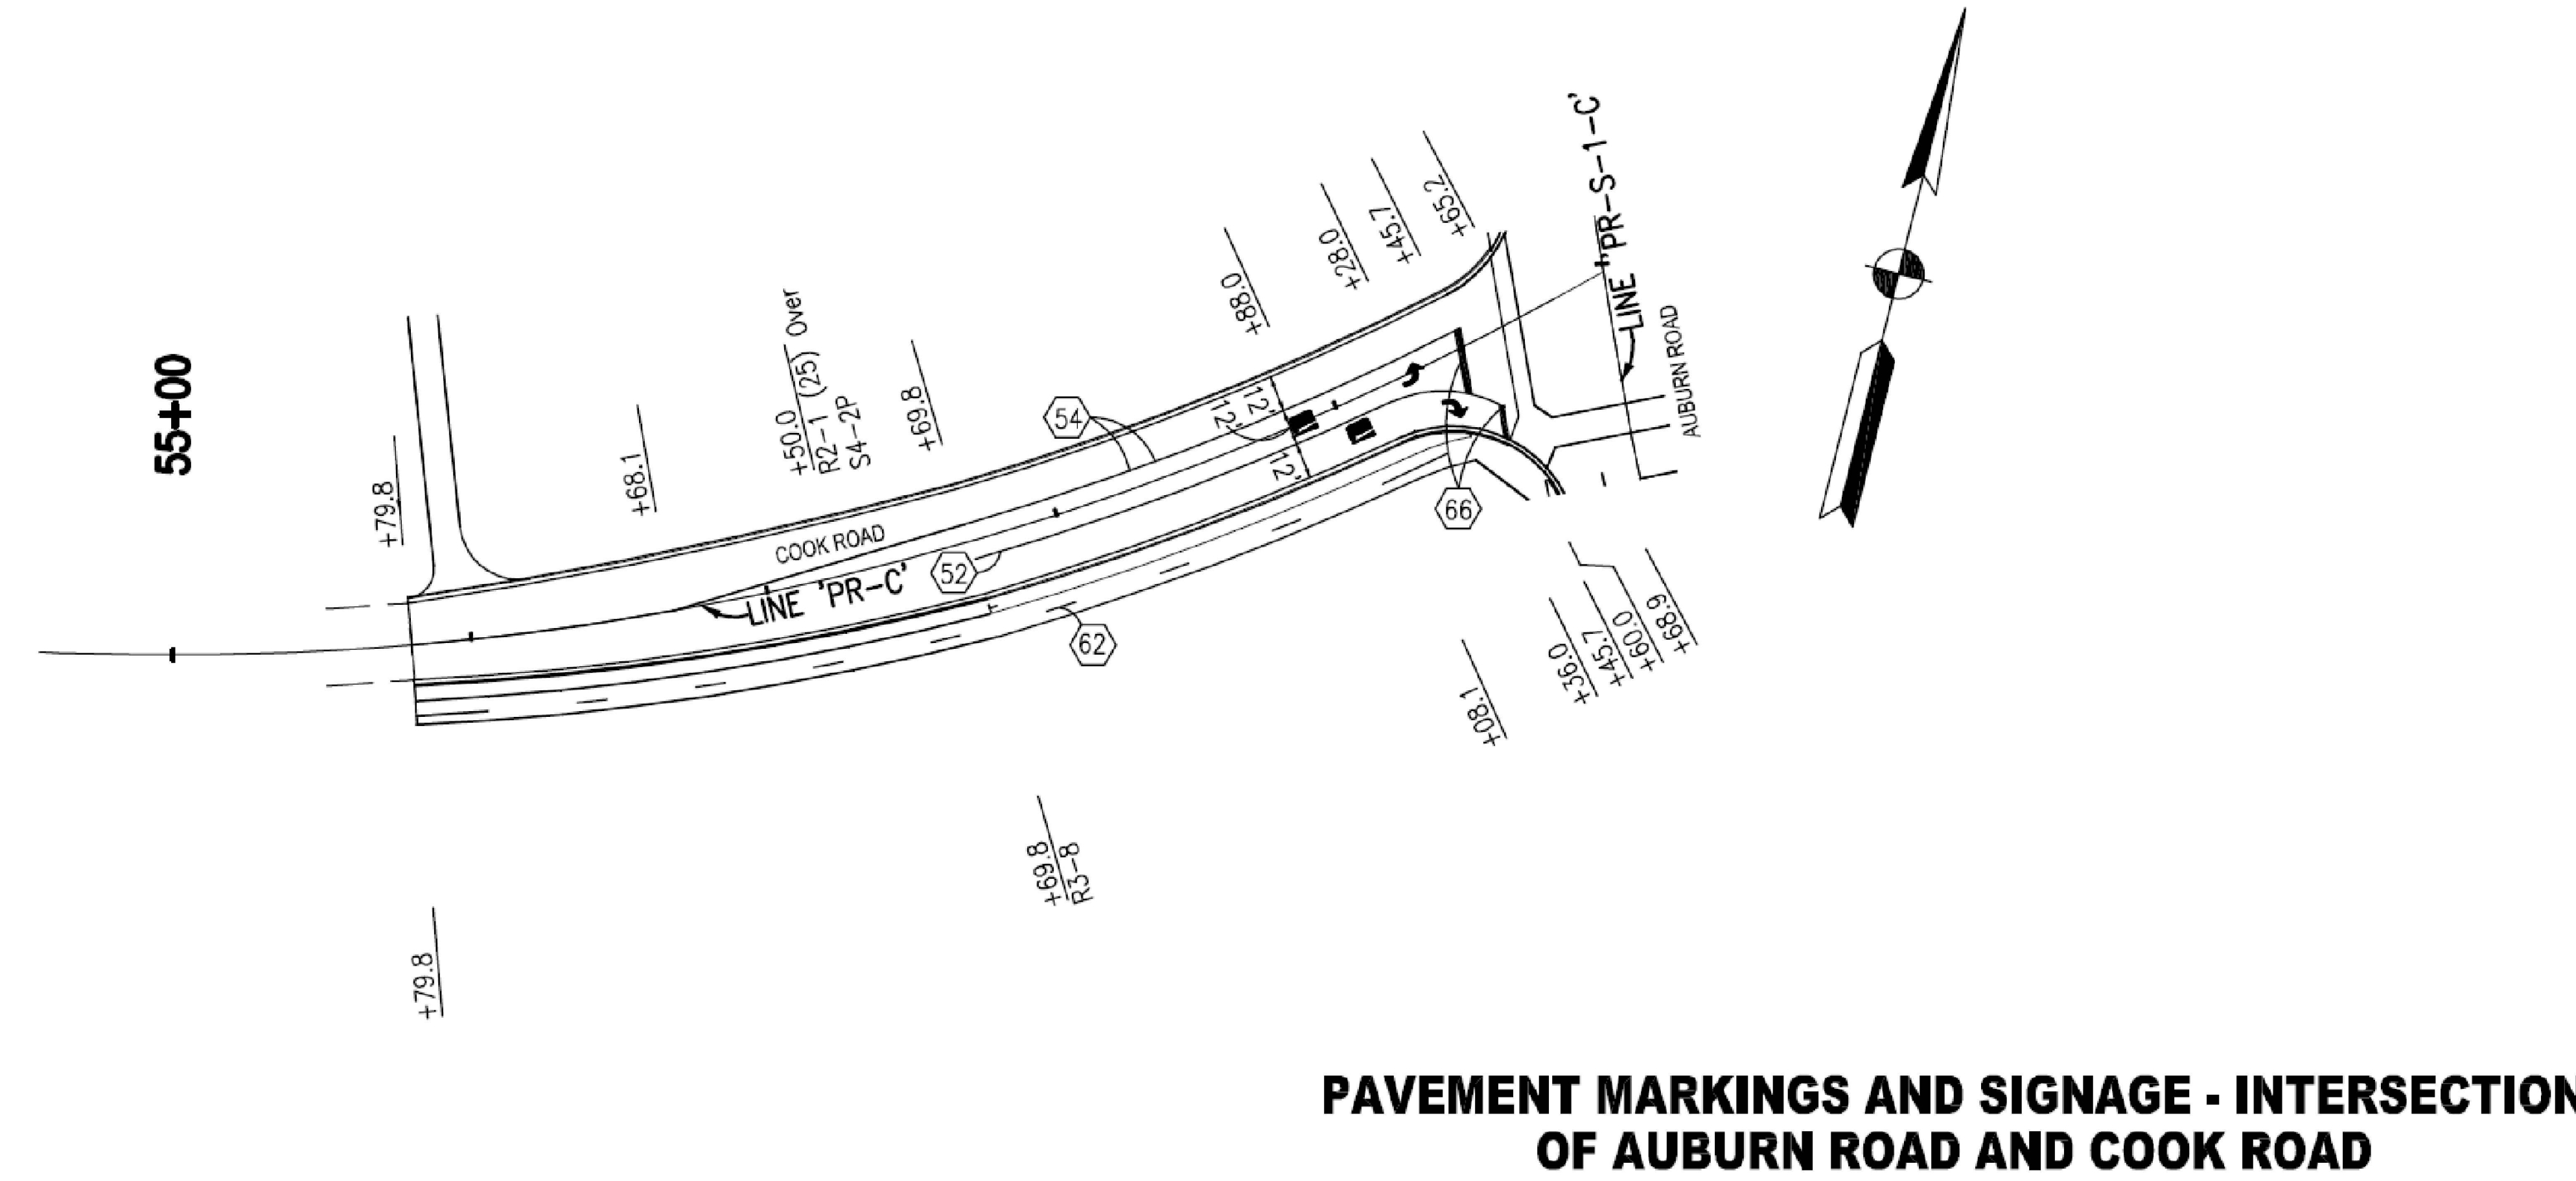 55+00
+79.8
+68.1
+50.0
R2-1 (25) Over
S4-2P
+69.8
54
+88.0
+28.0
+45.7
+65.2
LINE "PR-S-1-C'
AUBURN ROAD
12'
12'
12'
COOK ROAD
LINE 'PR-C'
52
62
66
+08.1
+36.0
+45.7
+60.0
+68.9
+69.8
R3-8
+79.8
PAVEMENT MARKINGS AND SIGNAGE - INTERSECTION
OF AUBURN ROAD AND COOK ROAD